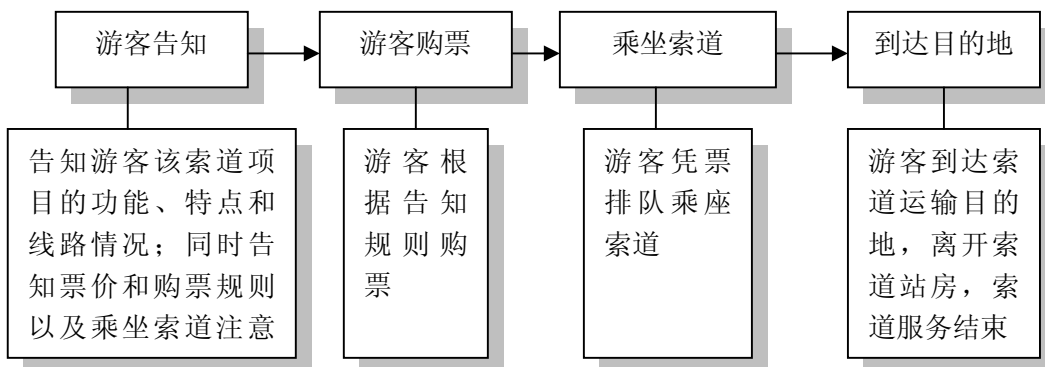 游客告知
游客购票
乘坐索道
到达目的地
告知游客该索道项
目的功能、特点和
线路情况；同时告
知票价和购票规则
以及乘坐索道注意
游客根
据告知
规则购
票
游客凭票
排队乘座
索道
游客到达索
道运输目的
地，离开索
道站房，索
道服务结束